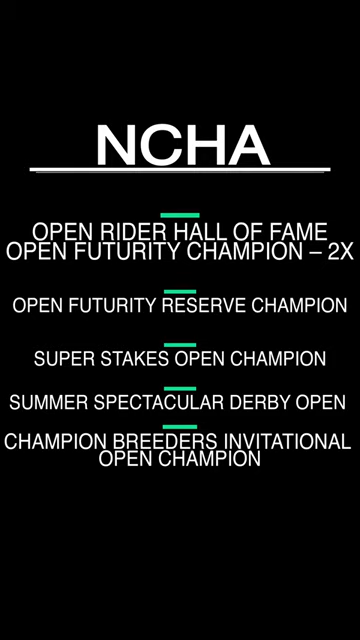 NCHA
OPEN RIDER HALL OF FAME
OPEN FUTURITY CHAMPION – 2X
OPEN FUTURITY RESERVE CHAMPION
SUPER STAKES OPEN CHAMPION
SUMMER SPECTACULAR DERBY OPEN
CHAMPION BREEDERS INVITATIONAL
OPEN CHAMPION